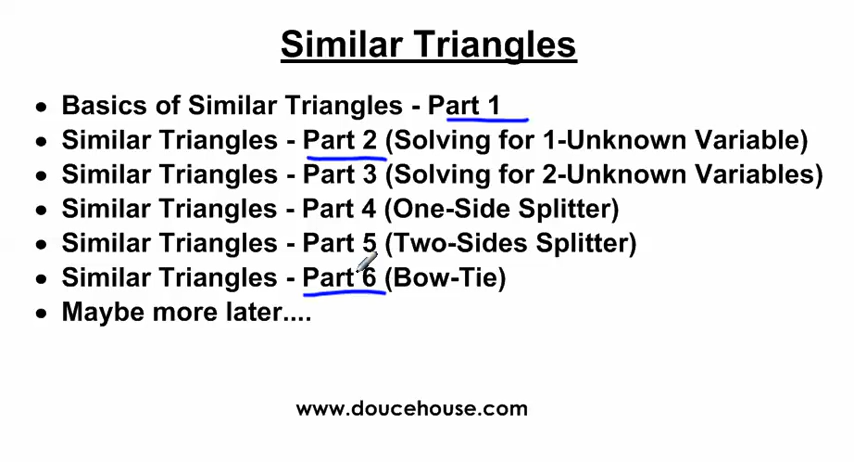 Similar Triangles
• Basics of Similar Triangles - Part 1
• Similar Triangles - Part 2 (Solving for 1-Unknown Variable)
• Similar Triangles - Part 3 (Solving for 2-Unknown Variables)
• Similar Triangles - Part 4 (One-Side Splitter)
• Similar Triangles - Part 5 (Two-Sides Splitter)
• Similar Triangles - Part 6 (Bow-Tie)
• Maybe more later....
www.doucehouse.com